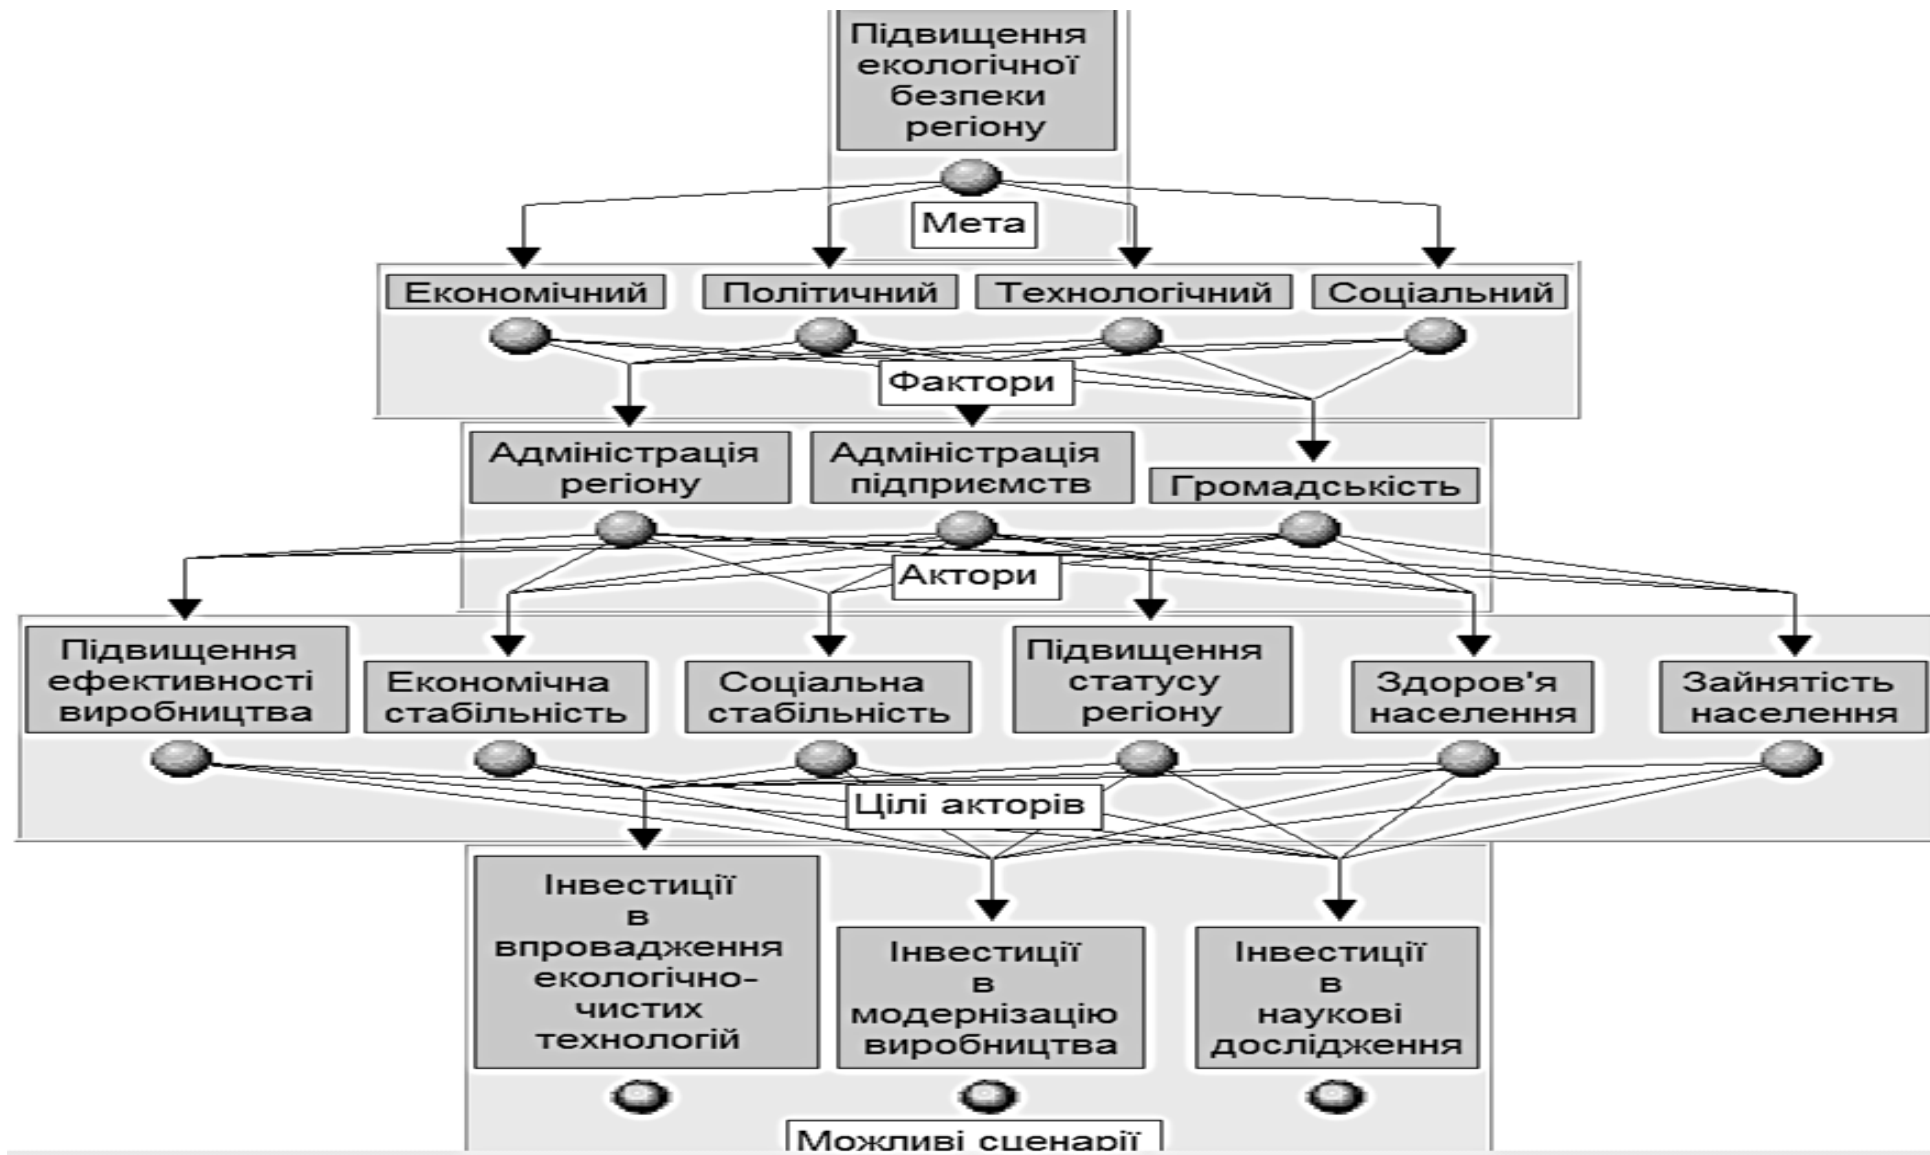 Підвищення
екологічної
безпеки
регіону
Мета
Економічний
Політичний
Технологічний
Соціальний
Фактори
Адміністрація
регіону
Адміністрація
підприємств
Громадськість
Актори
Підвищення
ефективності
виробництва
Економічна
стабільність
Соціальна
стабільність
Підвищення
статусу
регіону
Здоров'я
населення
Зайнятість
населення
Цілі акторів
Інвестиції
в
впровадження
екологічно-
чистих
технологій
Інвестиції
в
модернізацію
виробництва
Інвестиції
в
наукові
дослідження
Можливі сценарії